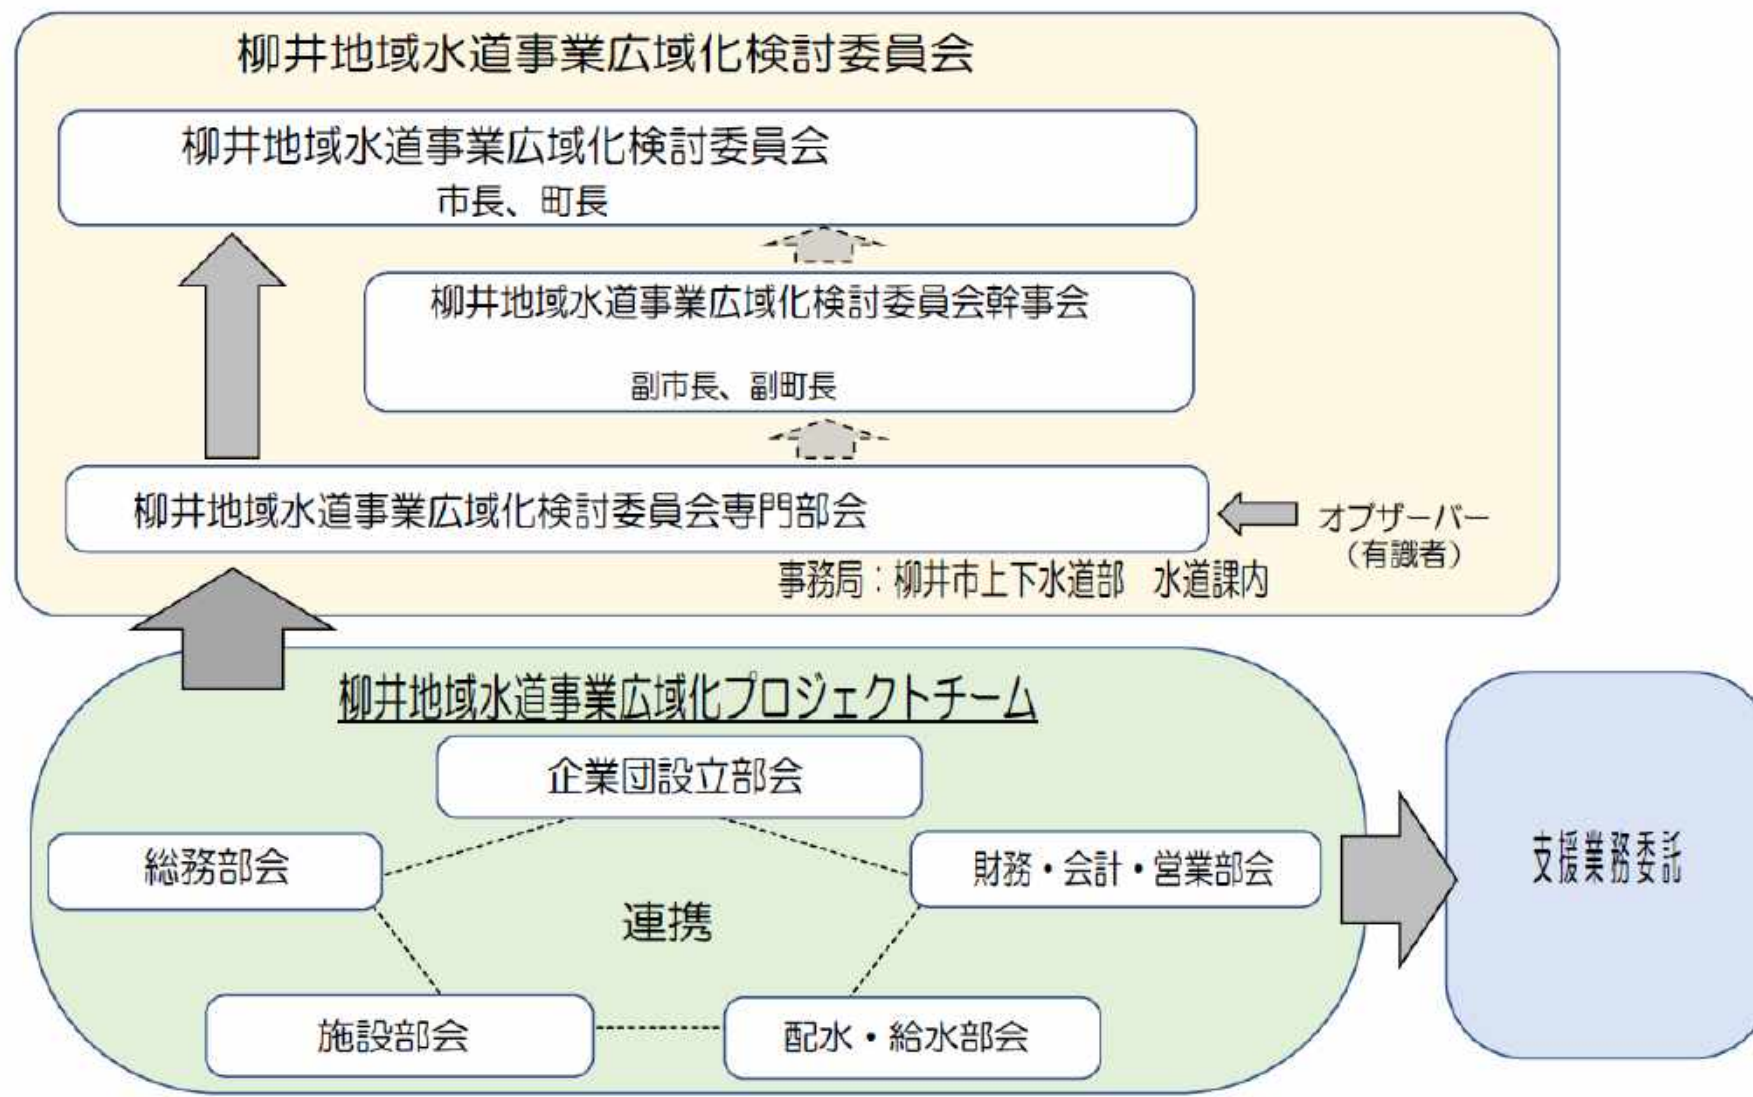 柳井地域水道事業広域化検討委員会
柳井地域水道事業広域化検討委員会
市長、町長
柳井地域水道事業広域化検討委員会幹事会
副市長、副町長
柳井地域水道事業広域化検討委員会専門部会
オブザーバー
（有識者）
事務局：柳井市上下水道部　水道課内
柳井地域水道事業広域化プロジェクトチーム
企業団設立部会
総務部会
財務・会計・営業部会
連携
施設部会
配水・給水部会
支援業務委託